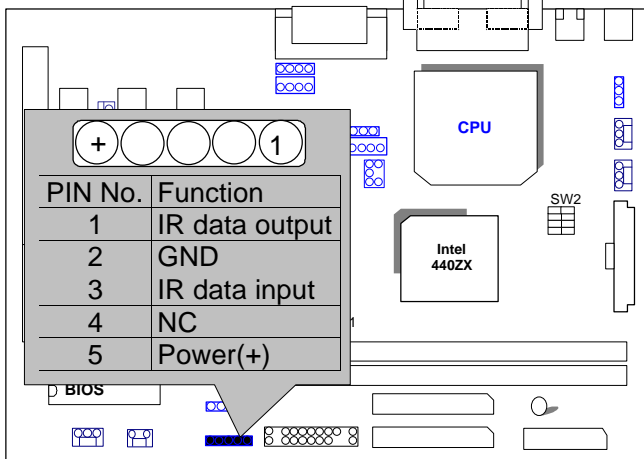 CPU
+ 1
PIN No. Function
1 IR data output
2 GND
3 IR data input
4 NC
5 Power(+)
SW2
Intel
440ZX
1
BIOS